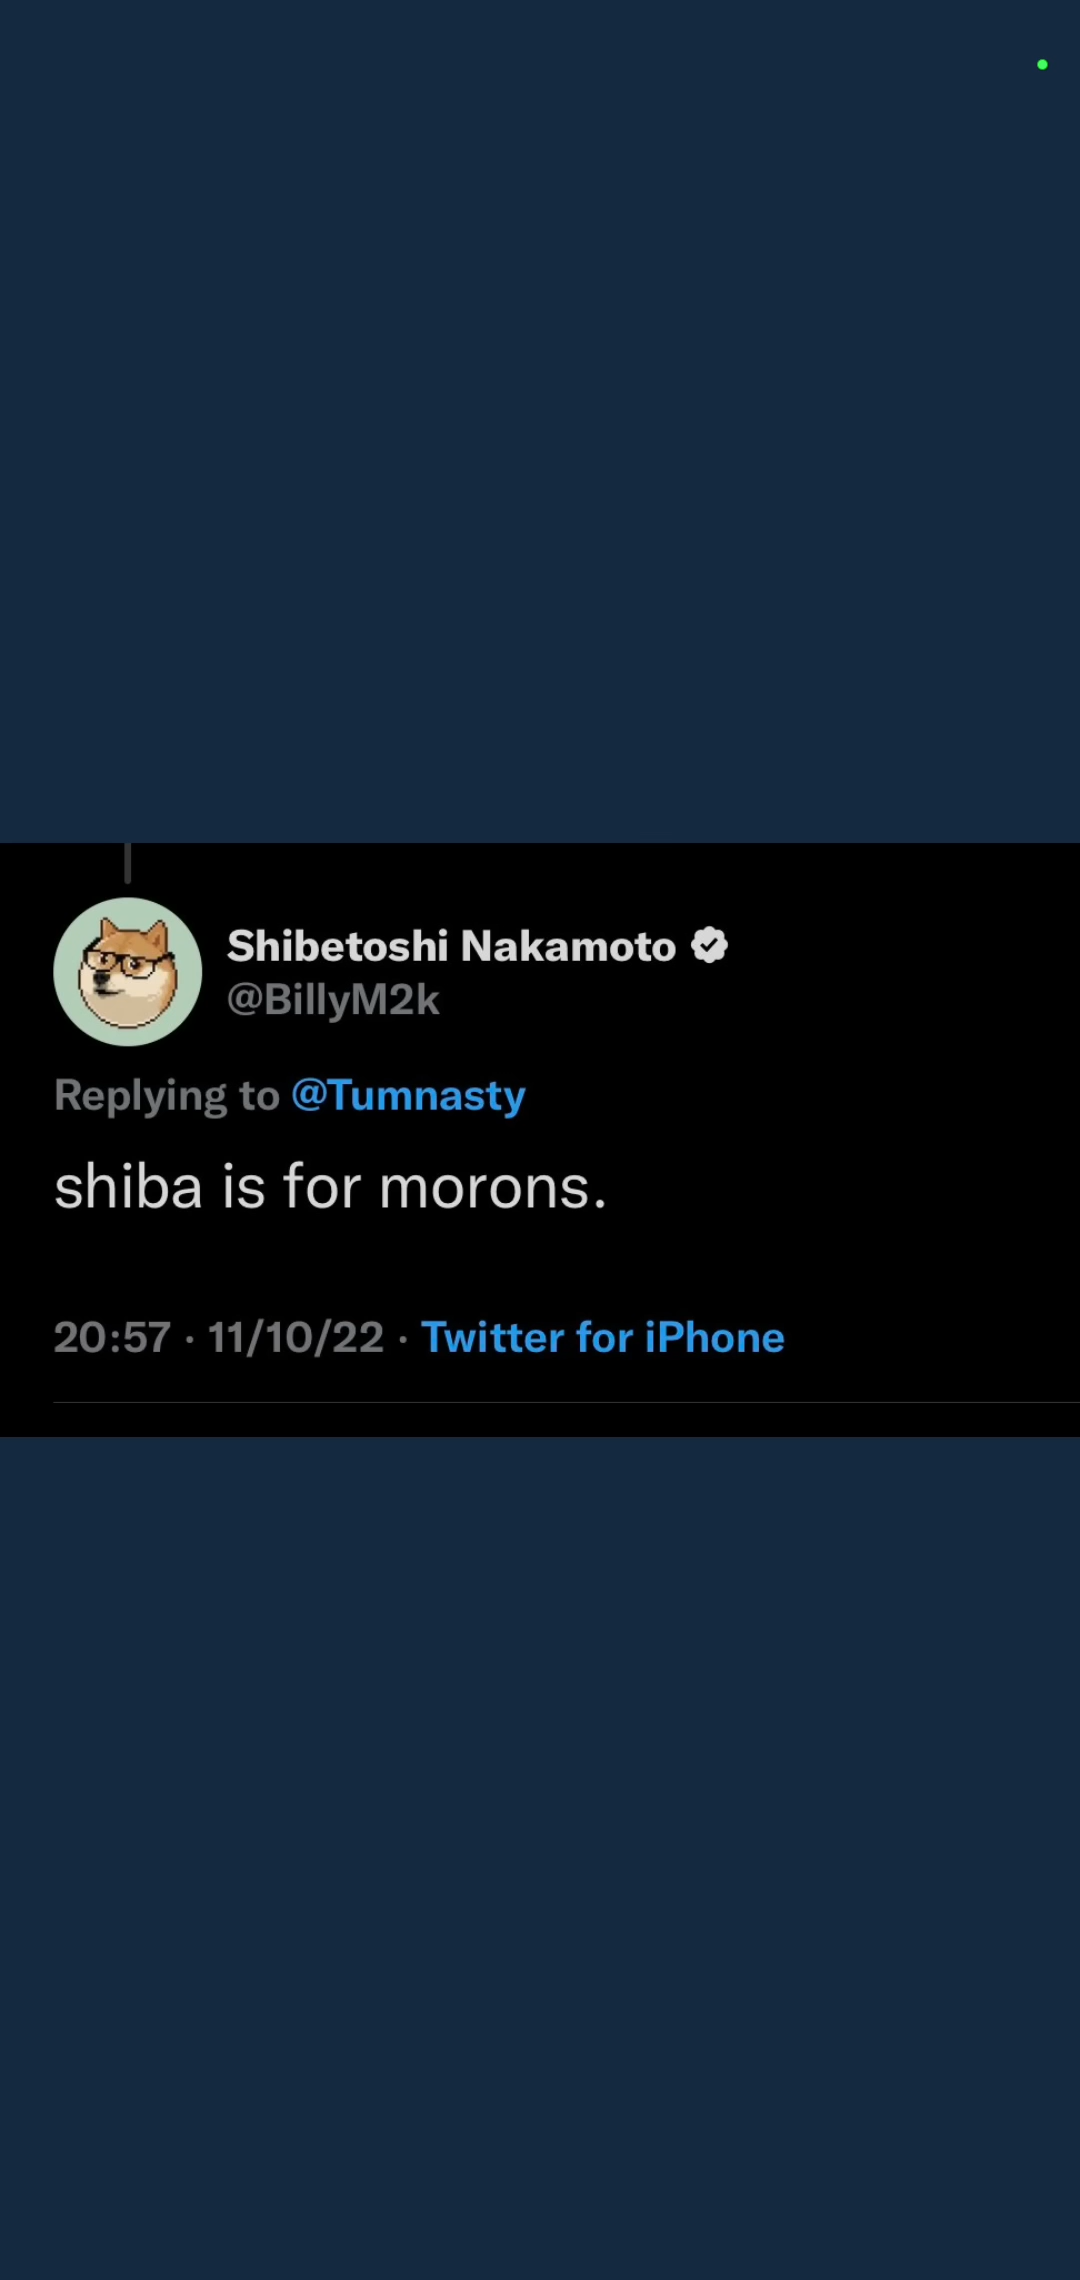 Shibetoshi Nakamoto
@BillyM2k
Replying to @Tumnasty
shiba is for morons.
20:57 · 11/10/22 · Twitter for iPhone